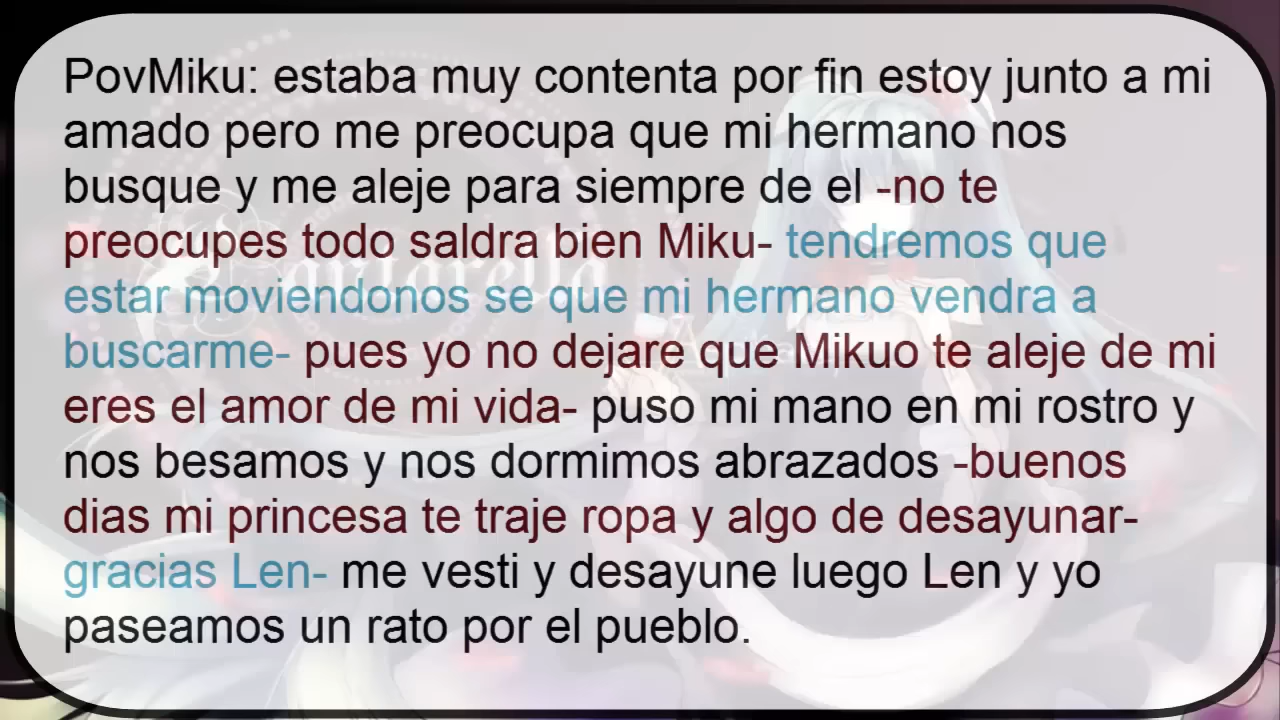 PovMiku: estaba muy contenta por fin estoy junto a mi
amado pero me preocupa que mi hermano nos
busque y me aleje para siempre de el -no te
preocupes todo saldra bien Miku- tendremos que
estar moviendonos se que mi hermano vendra a
buscarme- pues yo no dejare que Mikuo te aleje de mi
eres el amor de mi vida- puso mi mano en mi rostro y
nos besamos y nos dormimos abrazados -buenos
dias mi princesa te traje ropa y algo de desayunar-
gracias Len- me vesti y desayune luego Len y yo
paseamos un rato por el pueblo.